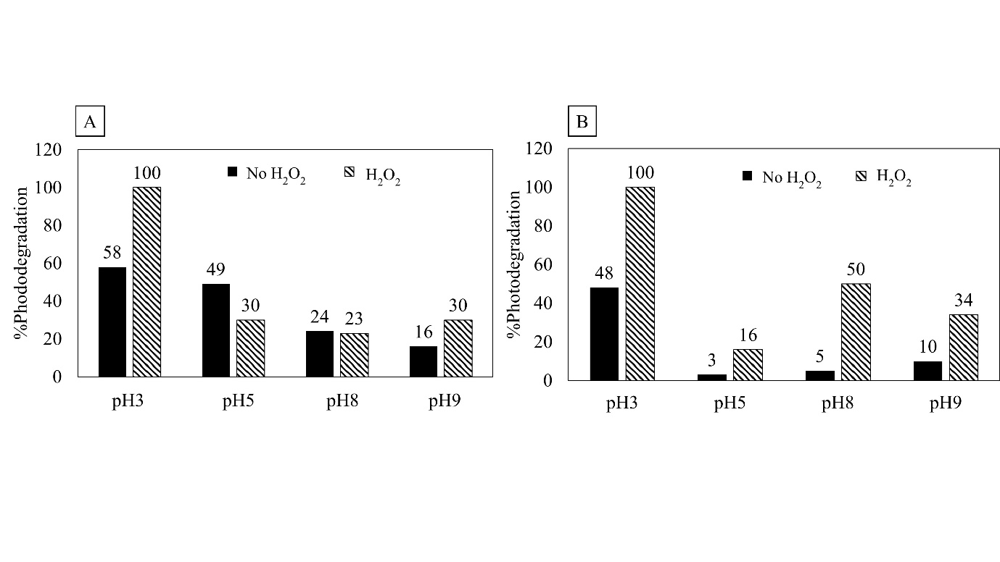 A
%Phododegradation
120
100
80
60
40
20
0
No H₂O₂ H₂O₂
58 100
49 30
24 23
16 30
pH3 pH5 pH8 pH9
B
%Photodegradation
120
100
80
60
40
20
0
No H₂O₂ H₂O₂
48 100
3 16
5 50
10 34
pH3 pH5 pH8 pH9